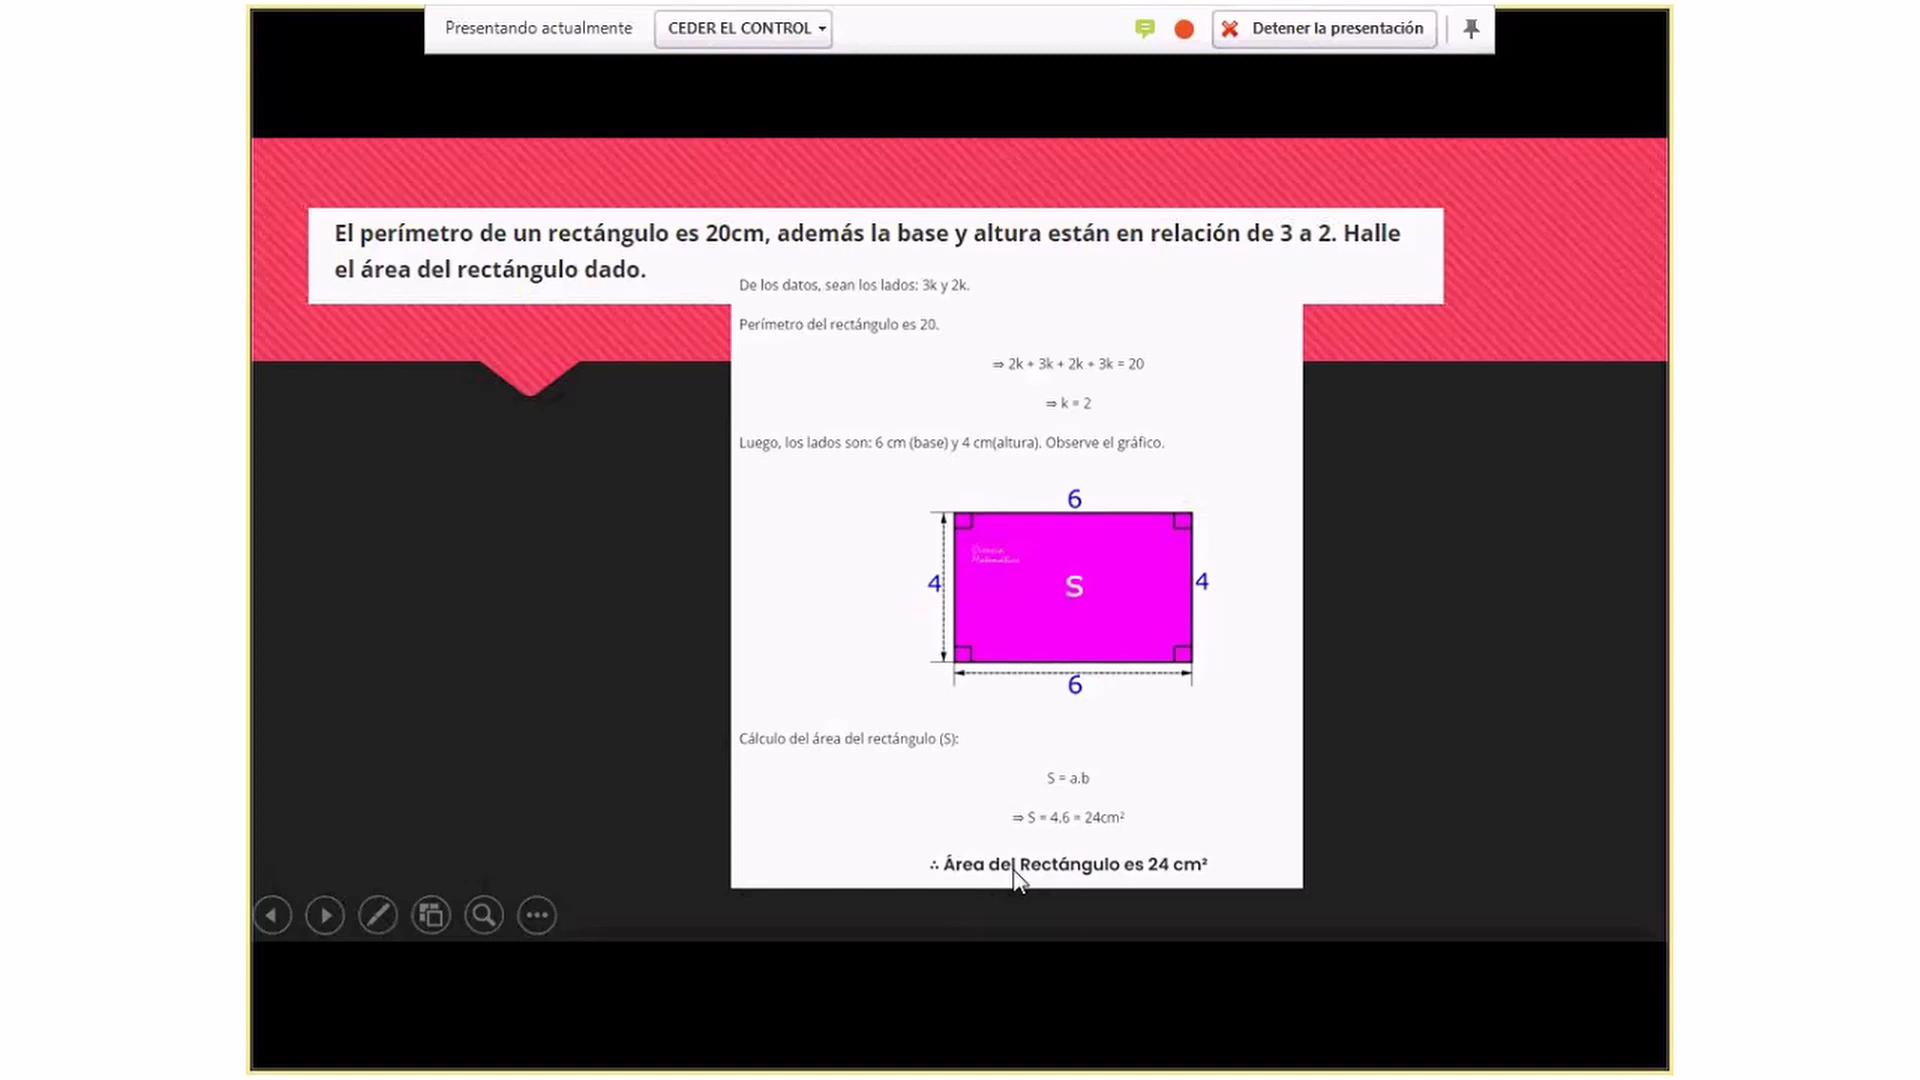 Presentando actualmente
CEDER EL CONTROL
Detener la presentación
El perímetro de un rectángulo es 20cm, además la base y altura están en relación de 3 a 2. Halle
el área del rectángulo dado.
De los datos, sean los lados: 3k y 2k.
Perímetro del rectángulo es 20.
⇒ 2k + 3k + 2k + 3k = 20
⇒ k = 2
Luego, los lados son: 6 cm (base) y 4 cm(altura). Observe el gráfico.
6
Ciencia
Matemática
4
S
4
6
Cálculo del área del rectángulo (S):
S = a.b
⇒ S = 4.6 = 24cm²
∴ Área del Rectángulo es 24 cm²